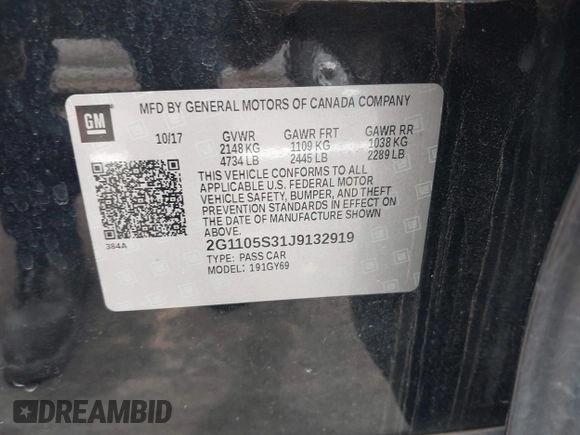 GM
MFD BY GENERAL MOTORS OF CANADA COMPANY
10/17 GVWR GAWR FRT GAWR RR
2148 KG 1109 KG 1038 KG
4734 LB 2445 LB 2289 LB
THIS VEHICLE CONFORMS TO ALL
APPLICABLE U.S. FEDERAL MOTOR
VEHICLE SAFETY, BUMPER, AND THEFT
PREVENTION STANDARDS IN EFFECT ON
THE DATE OF MANUFACTURE SHOWN
ABOVE.
384A
2G1105S31J9132919
TYPE: PASS CAR
MODEL: 191GY69
DREAMBID